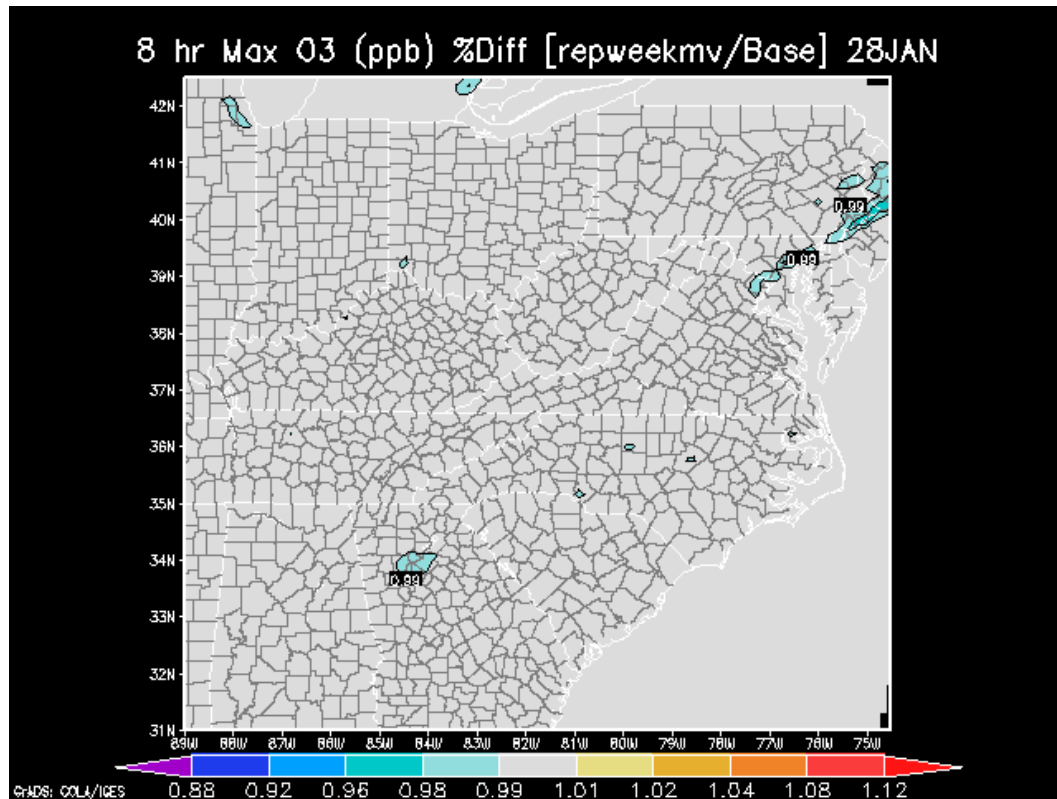 8 hr Max O3 (ppb) %Diff [repweekmv/Base] 28JAN
42N
41N
40N
39N
38N
37N
36N
35N
34N
33N
32N
31N
0.99
0.99
0.99
89W 88W 87W 86W 85W 84W 83W 82W 81W 80W 79W 78W 77W 76W 75W
GrADS: COLA/IGES
0.88 0.92 0.96 0.98 0.99 1.01 1.02 1.04 1.08 1.12